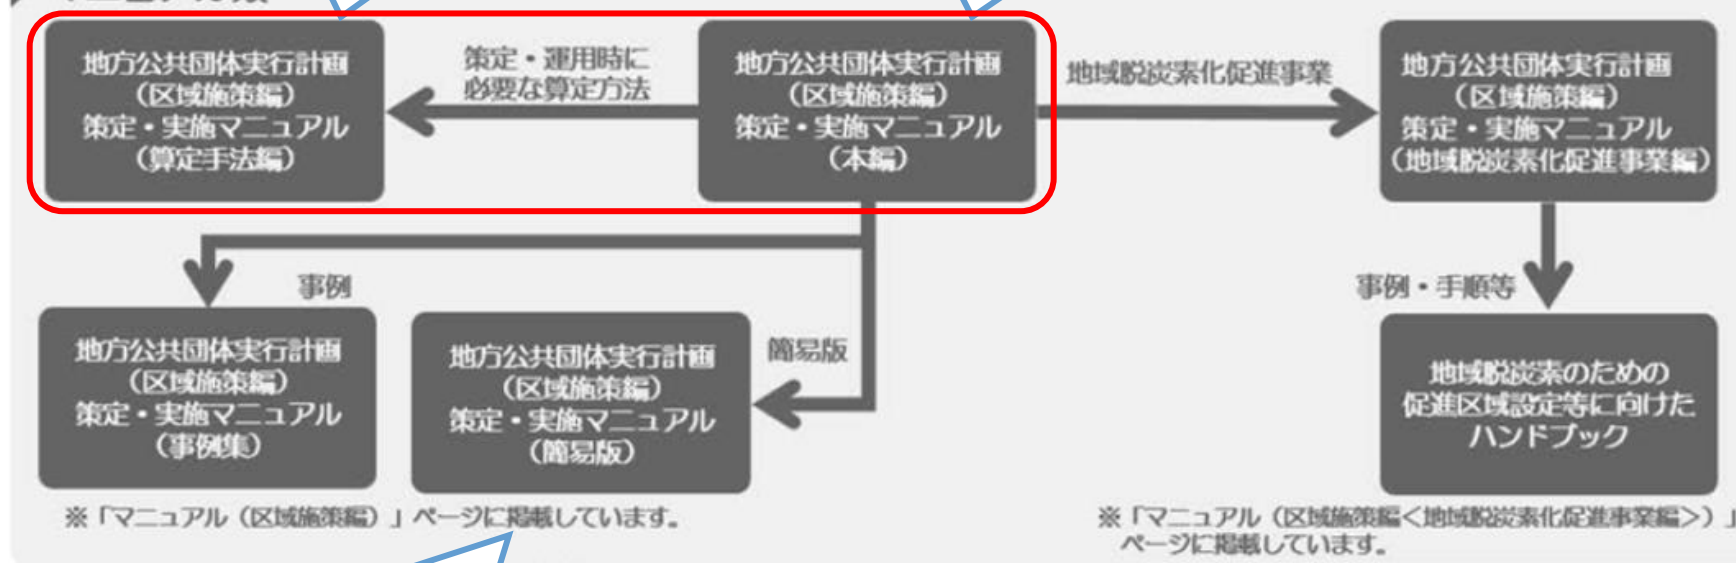 地方公共団体実行計画
（区域施策編）
策定・実施マニュアル
（算定手法編）
策定・運用時に
必要な算定方法
地方公共団体実行計画
（区域施策編）
策定・実施マニュアル
（本編）
地域脱炭素化促進事業
地方公共団体実行計画
（区域施策編）
策定・実施マニュアル
（地域脱炭素化促進事業編）
事例
地方公共団体実行計画
（区域施策編）
策定・実施マニュアル
（事例集）
地方公共団体実行計画
（区域施策編）
策定・実施マニュアル
（簡易版）
簡易版
事例・手順等
地域脱炭素のための
促進区域設定等に向けた
ハンドブック
※「マニュアル（区域施策編）」ページに掲載しています。
※「マニュアル（区域施策編<地域脱炭素化促進事業編>）」
ページに掲載しています。